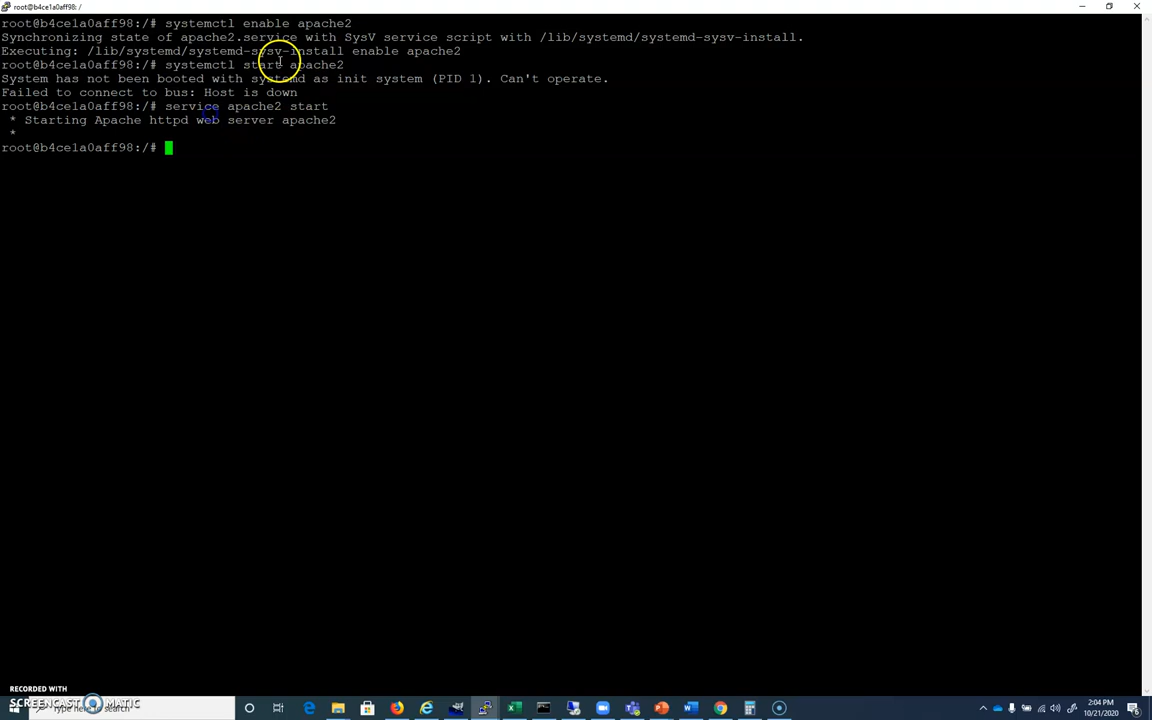 root@b4ce1a0aff98: /
root@b4ce1a0aff98:/# systemctl enable apache2
Synchronizing state of apache2.service with SysV service script with /lib/systemd/systemd-sysv-install.
Executing: /lib/systemd/systemd-sysv-install enable apache2
root@b4ce1a0aff98:/# systemctl start apache2
System has not been booted with systemd as init system (PID 1). Can't operate.
Failed to connect to bus: Host is down
root@b4ce1a0aff98:/# service apache2 start
 * Starting Apache httpd web server apache2
 *
root@b4ce1a0aff98:/#
RECORDED WITH
SCREENCAST MATIC
Type here to search
2:04 PM
10/21/2020